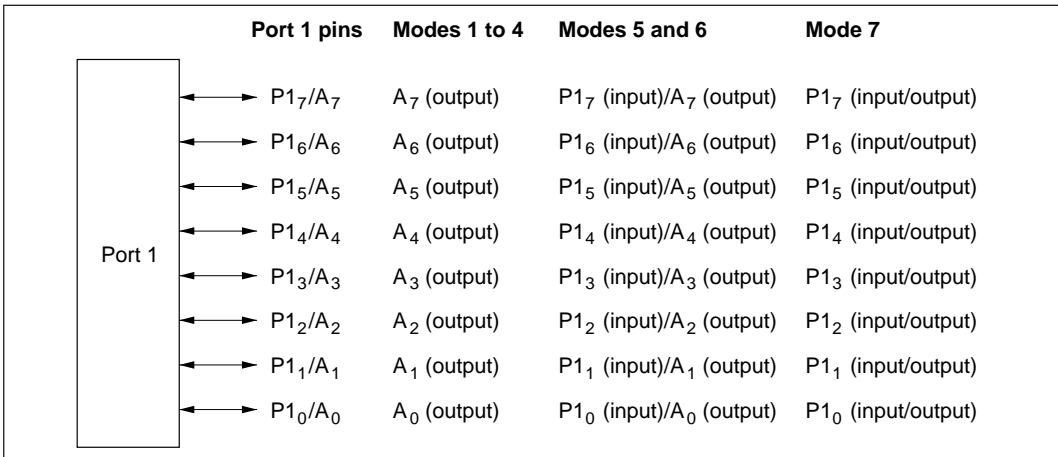 Port 1 pins Modes 1 to 4 Modes 5 and 6 Mode 7
P1₇/A₇ A₇ (output) P1₇ (input)/A₇ (output) P1₇ (input/output)
P1₆/A₆ A₆ (output) P1₆ (input)/A₆ (output) P1₆ (input/output)
P1₅/A₅ A₅ (output) P1₅ (input)/A₅ (output) P1₅ (input/output)
P1₄/A₄ A₄ (output) P1₄ (input)/A₄ (output) P1₄ (input/output)
Port 1
P1₃/A₃ A₃ (output) P1₃ (input)/A₃ (output) P1₃ (input/output)
P1₂/A₂ A₂ (output) P1₂ (input)/A₂ (output) P1₂ (input/output)
P1₁/A₁ A₁ (output) P1₁ (input)/A₁ (output) P1₁ (input/output)
P1₀/A₀ A₀ (output) P1₀ (input)/A₀ (output) P1₀ (input/output)